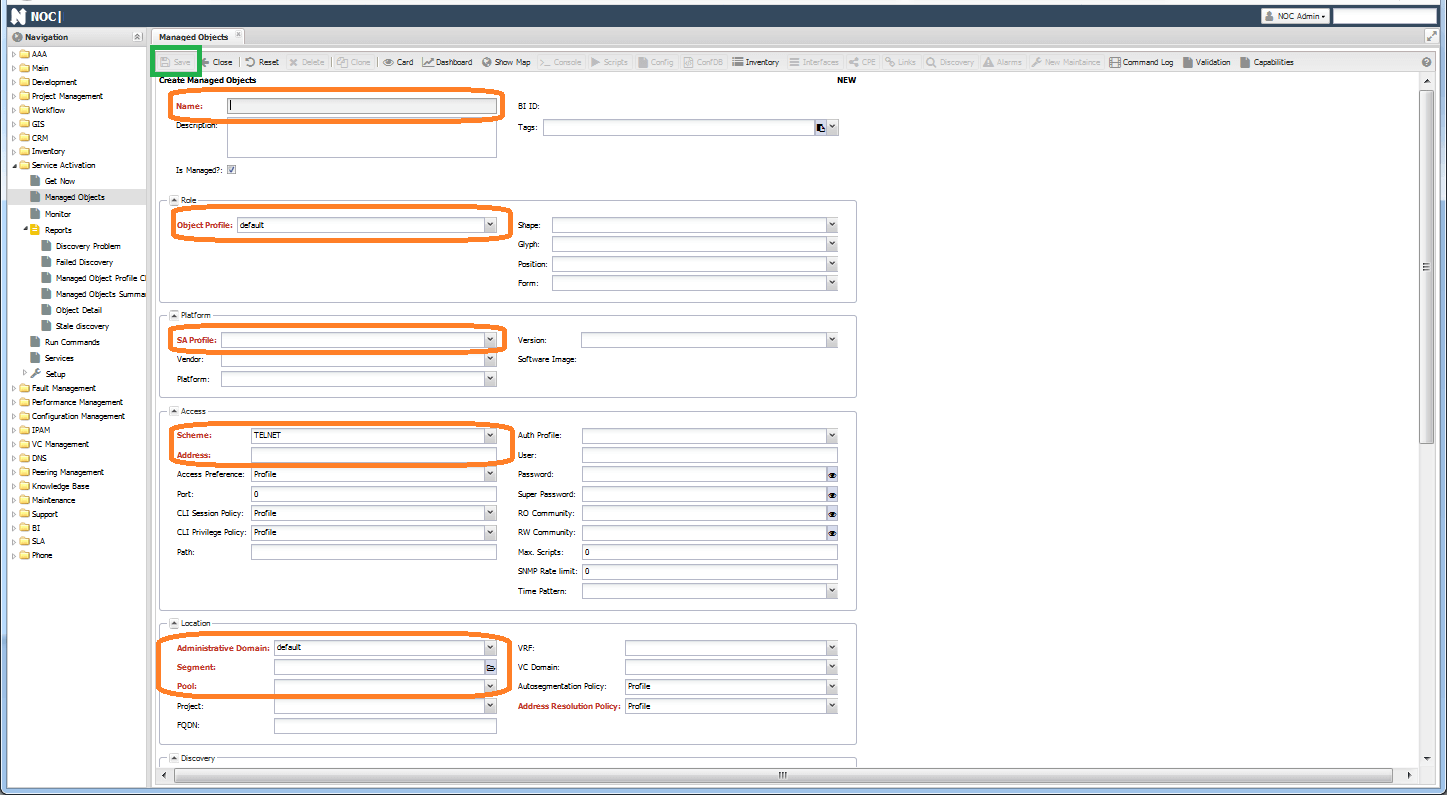 NOC|
NOC Admin
Navigation
AAA
Main
Development
Project Management
Workflow
GIS
CRM
Inventory
Service Activation
Get Now
Managed Objects
Monitor
Reports
Discovery Problem
Failed Discovery
Managed Object Profile C
Managed Objects Summa
Object Detail
Stale discovery
Run Commands
Services
Setup
Fault Management
Performance Management
Configuration Management
IPAM
VC Management
DNS
Peering Management
Knowledge Base
Maintenance
Support
BI
SLA
Phone
Managed Objects
Save Close Reset Delete Clone Card Dashboard Show Map Console Scripts Config ConfDB Inventory Interfaces CPE Links Discovery Alarms New Maintaince Command Log Validation Capabilities
Create Managed Objects NEW
Name: BI ID:
Description: Tags:
Is Managed?:
Role
Object Profile: default Shape:
Glyph:
Position:
Form:
Platform
SA Profile: Version:
Vendor: Software Image:
Platform:
Access
Scheme: TELNET Auth Profile:
Address: User:
Access Preference: Profile Password:
Port: 0 Super Password:
CLI Session Policy: Profile RO Community:
CLI Privilege Policy: Profile RW Community:
Path: Max. Scripts: 0
SNMP Rate limit: 0
Time Pattern:
Location
Administrative Domain: default VRF:
Segment: VC Domain:
Pool: Autosegmentation Policy: Profile
Project: Address Resolution Policy: Profile
FQDN:
Discovery